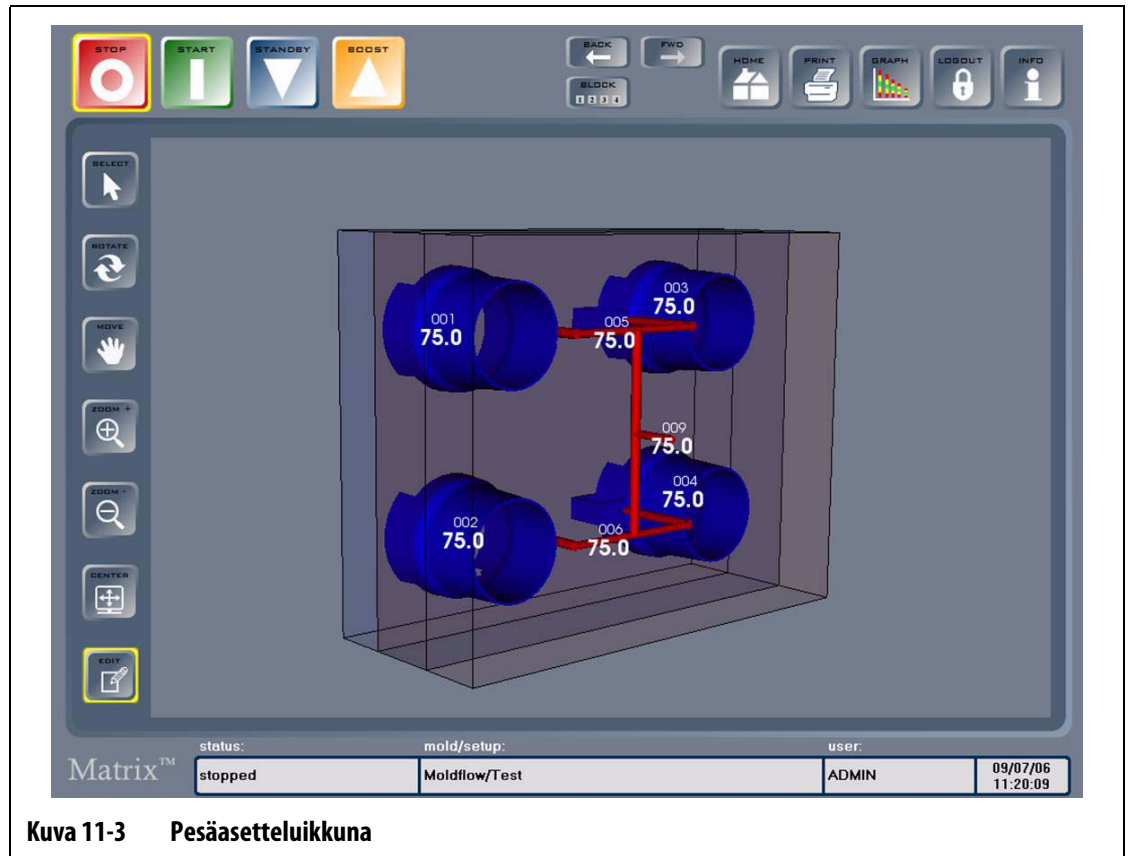 STOP
START
STANDBY
BOOST
BACK
FWD
BLOCK
1 2 3 4
HOME
PRINT
GRAPH
LOGOUT
INFO
SELECT
ROTATE
MOVE
ZOOM +
ZOOM -
CENTER
EDIT
001
75.0
003
75.0
005
75.0
009
75.0
004
75.0
002
75.0
006
75.0
status:
mold/setup:
user:
Matrix™
stopped
Moldflow/Test
ADMIN
09/07/06
11:20:09
Kuva 11-3 Pesäasetteluikkuna